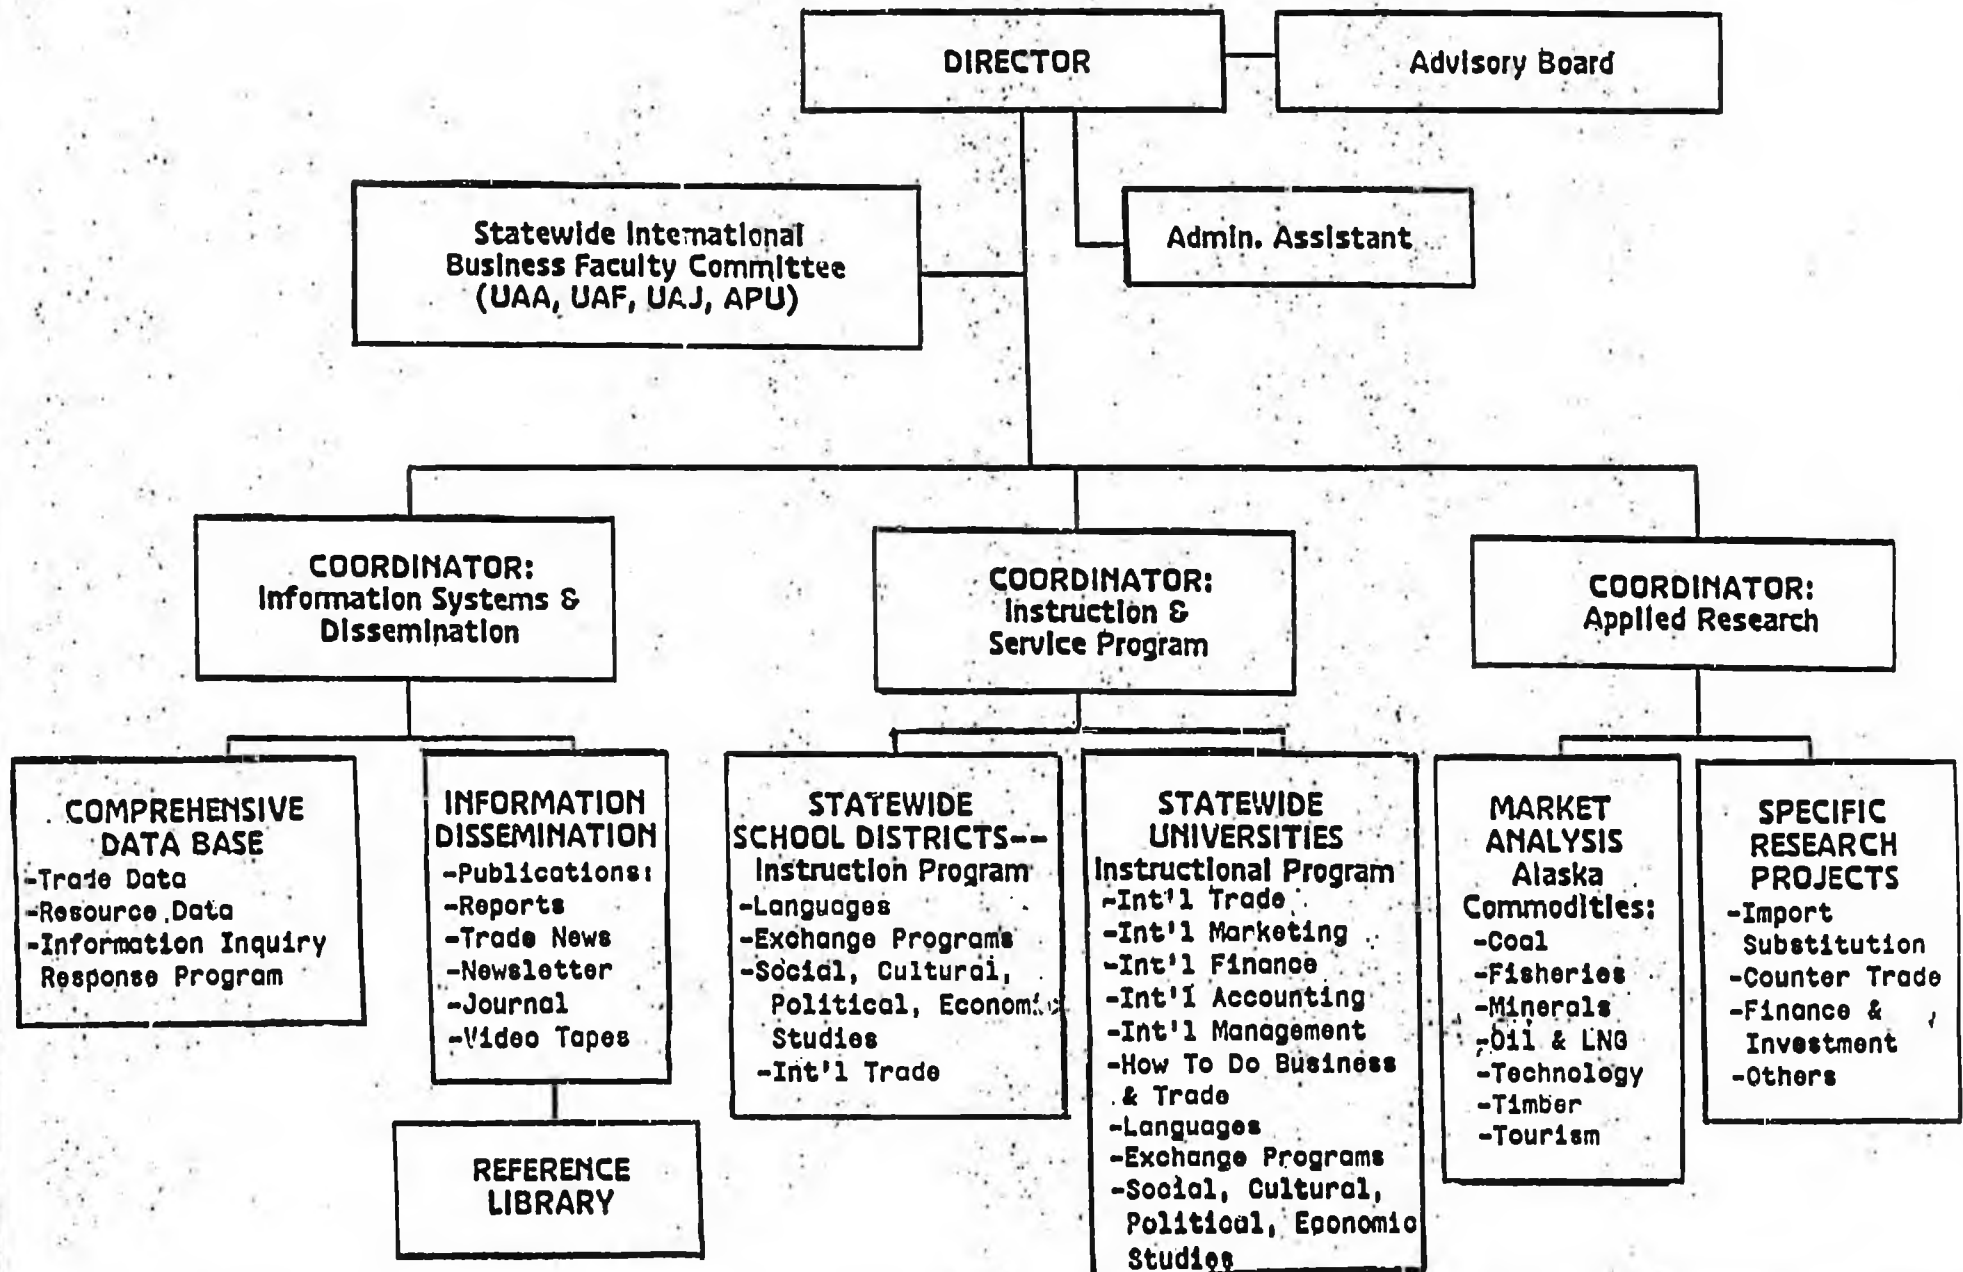 DIRECTOR
Advisory Board
Statewide International
Business Faculty Committee
(UAA, UAF, UAJ, APU)
Admin. Assistant
COORDINATOR:
Information Systems &
Dissemination
COORDINATOR:
Instruction &
Service Program
COORDINATOR:
Applied Research
COMPREHENSIVE
DATA BASE
-Trade Data
-Resource Data
-Information Inquiry
Response Program
INFORMATION
DISSEMINATION
-Publications:
-Reports
-Trade News
-Newsletter
-Journal
-Video Tapes
REFERENCE
LIBRARY
STATEWIDE
SCHOOL DISTRICTS--
Instruction Program
-Languages
-Exchange Programs
-Social, Cultural,
Political, Economic
Studies
-Int'l Trade
STATEWIDE
UNIVERSITIES
Instructional Program
-Int'l Trade
-Int'l Marketing
-Int'l Finance
-Int'l Accounting
-Int'l Management
-How To Do Business
& Trade
-Languages
-Exchange Programs
-Social, Cultural,
Political, Economic
Studies
MARKET
ANALYSIS
Alaska
Commodities:
-Coal
-Fisheries
-Minerals
-Oil & LNG
-Technology
-Timber
-Tourism
SPECIFIC
RESEARCH
PROJECTS
-Import
Substitution
-Counter Trade
-Finance &
Investment
-Others